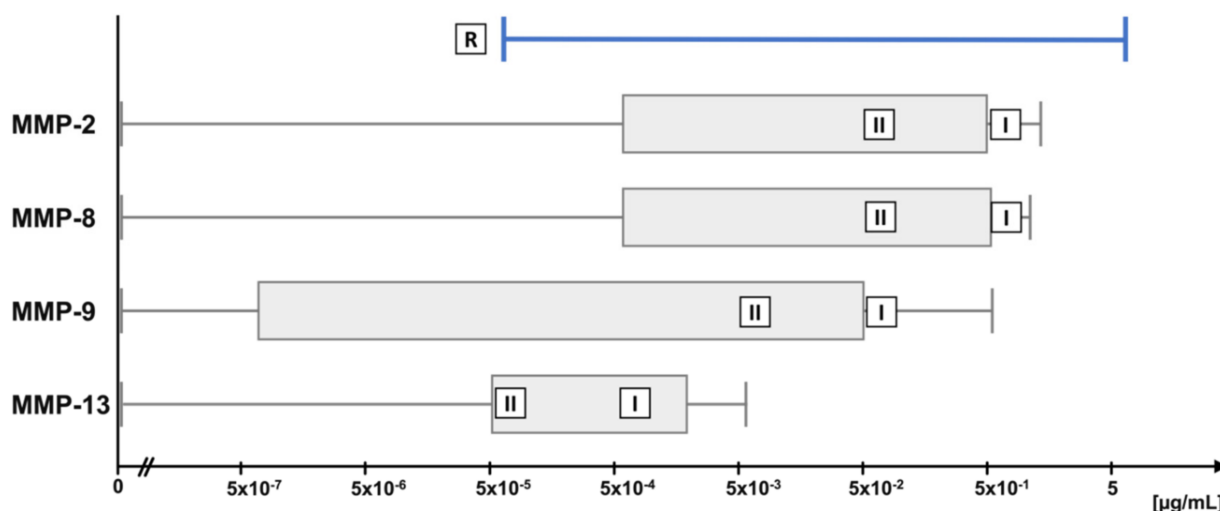 R
MMP-2 II I
MMP-8 II I
MMP-9 II I
MMP-13 II I
0 5x10⁻⁷ 5x10⁻⁶ 5x10⁻⁵ 5x10⁻⁴ 5x10⁻³ 5x10⁻² 5x10⁻¹ 5
[µg/mL]